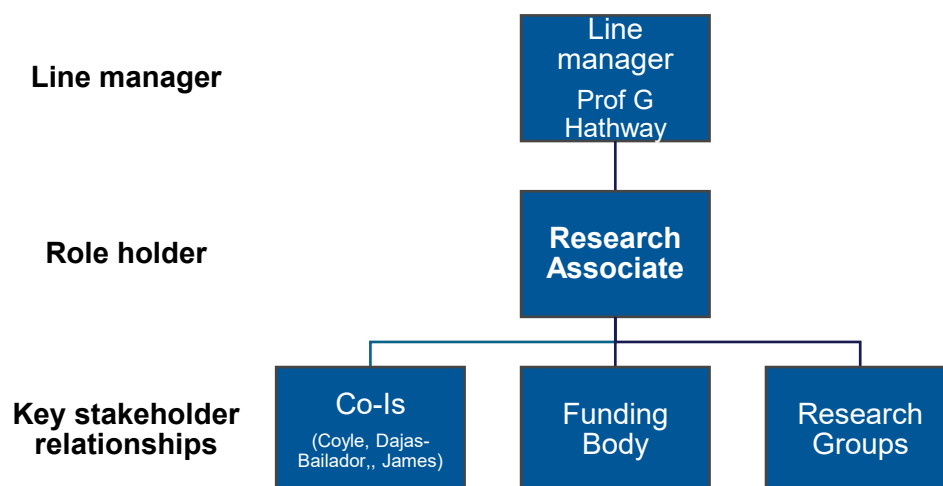 Line manager
Line
manager
Prof G
Hathway
Role holder
Research
Associate
Key stakeholder
relationships
Co-Is
(Coyle, Dajas-
Bailador,, James)
Funding
Body
Research
Groups